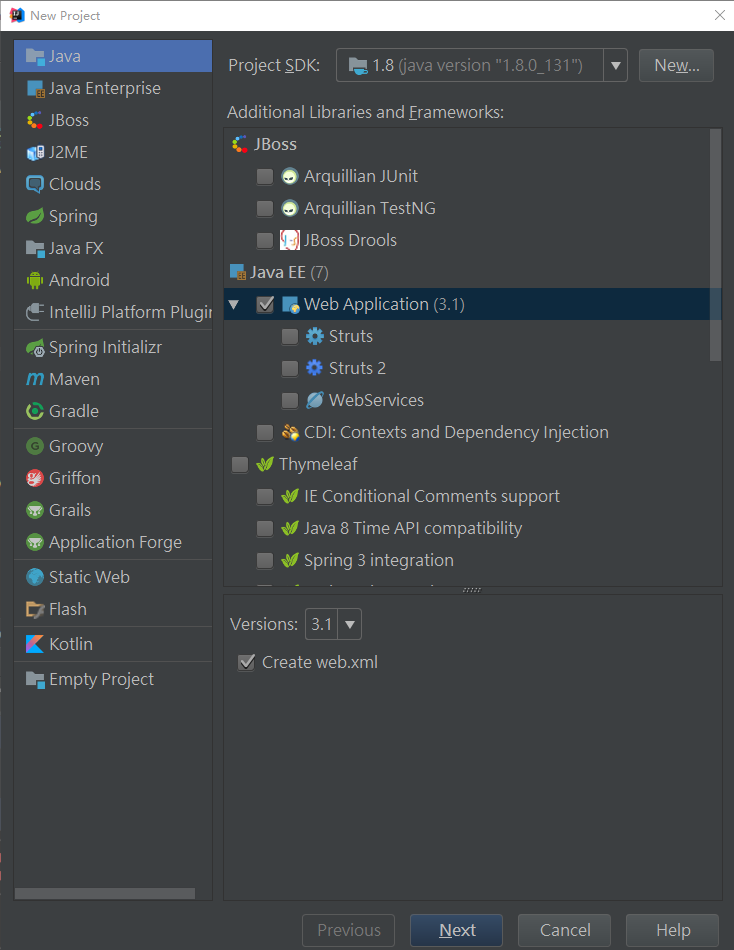 New Project
Java
Java Enterprise
JBoss
J2ME
Clouds
Spring
Java FX
Android
IntelliJ Platform Plugin
Spring Initializr
Maven
Gradle
Groovy
Griffon
Grails
Application Forge
Static Web
Flash
Kotlin
Empty Project
Project SDK: 1.8 (java version "1.8.0_131") New...
Additional Libraries and Frameworks:
JBoss
Arquillian JUnit
Arquillian TestNG
JBoss Drools
Java EE (7)
Web Application (3.1)
Struts
Struts 2
WebServices
CDI: Contexts and Dependency Injection
Thymeleaf
IE Conditional Comments support
Java 8 Time API compatibility
Spring 3 integration
Versions: 3.1
Create web.xml
Previous Next Cancel Help